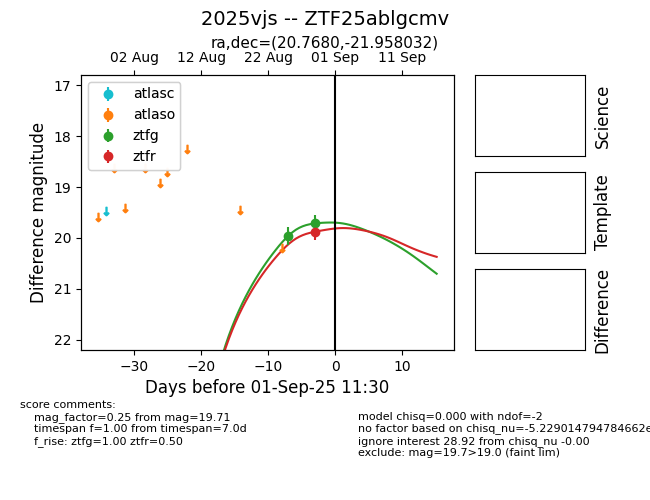 2025vjs -- ZTF25ablgcmv
ra,dec=(20.7680,-21.958032)
02 Aug 12 Aug 22 Aug 01 Sep 11 Sep
atlasc
atlaso
ztfg
ztfr
17
18
19
20
21
22
Difference magnitude
−30 −20 −10 0 10
Days before 01-Sep-25 11:30
Science
Template
Difference
score comments:
mag_factor=0.25 from mag=19.71
timespan f=1.00 from timespan=7.0d
f_rise: ztfg=1.00 ztfr=0.50
model chisq=0.000 with ndof=-2
no factor based on chisq_nu=-5.229014794784662e
ignore interest 28.92 from chisq_nu -0.00
exclude: mag=19.7>19.0 (faint lim)